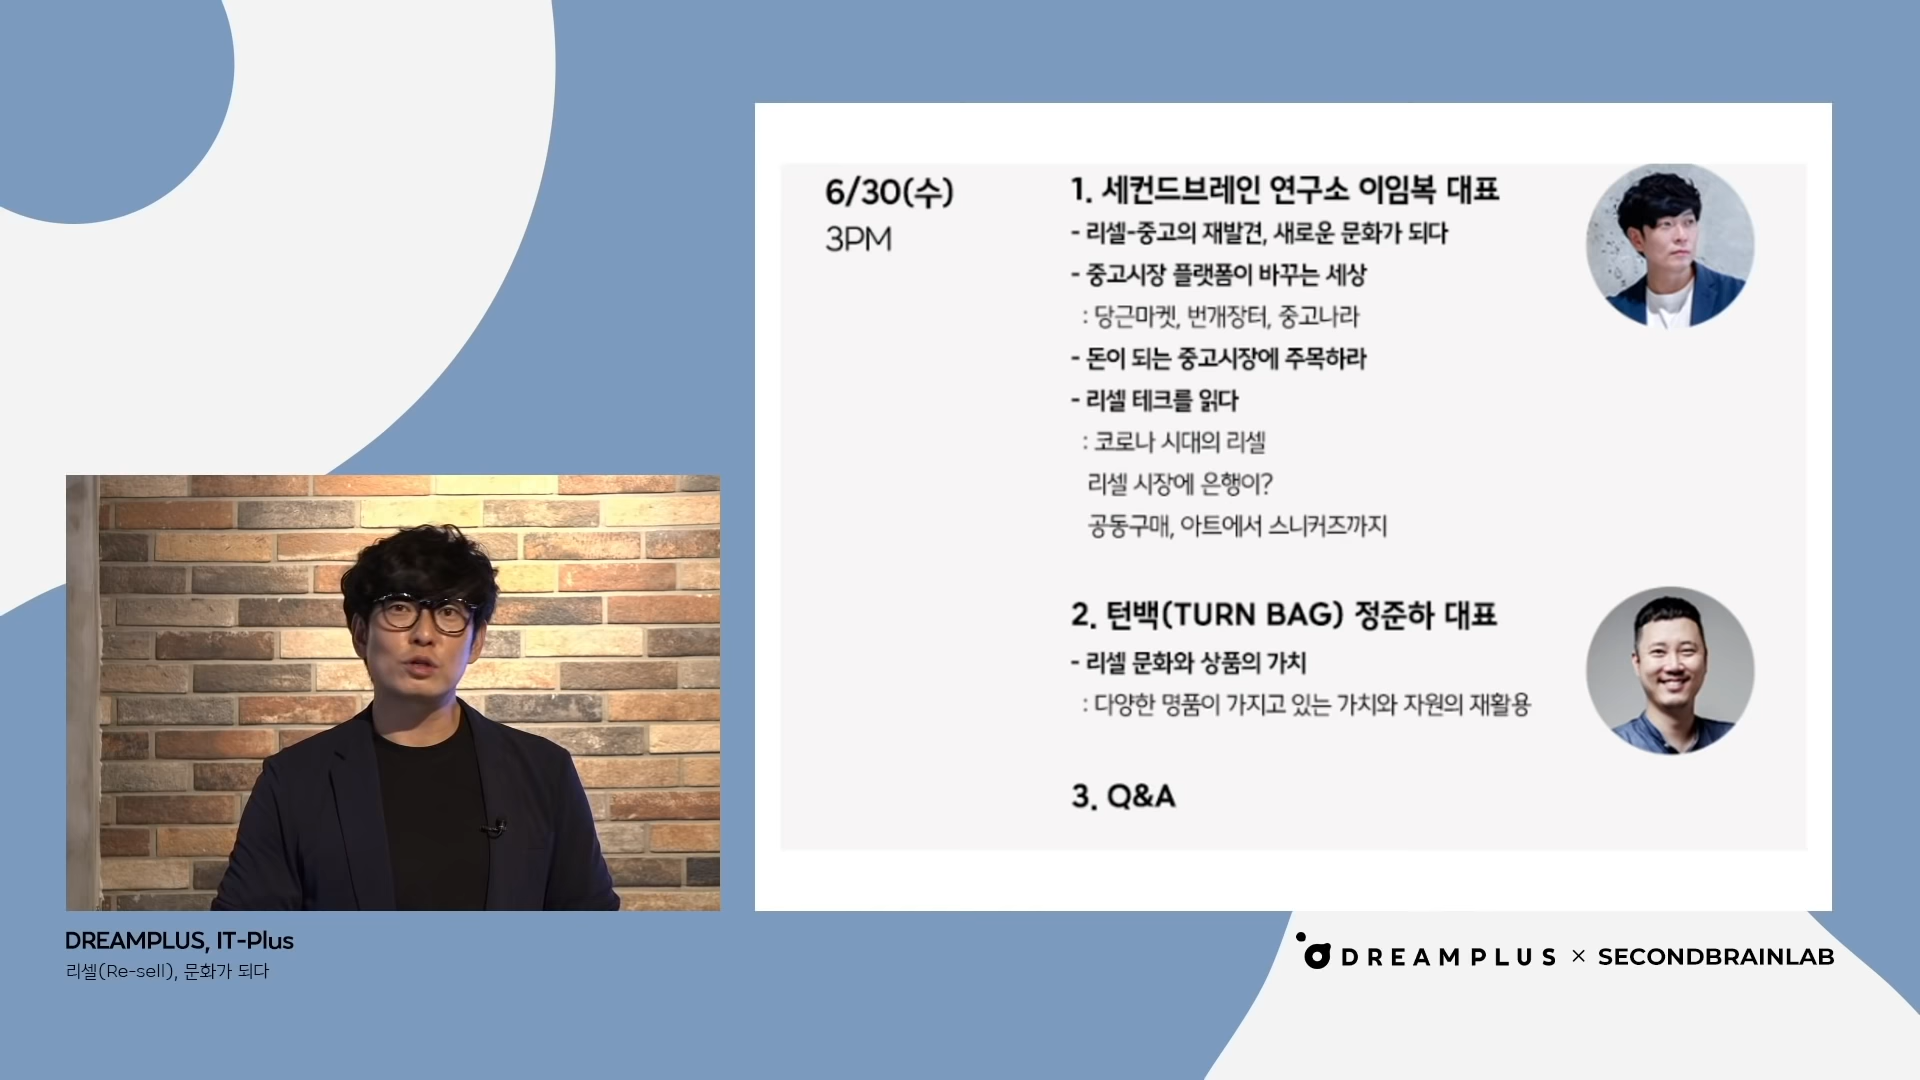 6/30(수)
3PM
1. 세컨드브레인 연구소 이임복 대표
- 리셀-중고의 재발견, 새로운 문화가 되다
- 중고시장 플랫폼이 바꾸는 세상
: 당근마켓, 번개장터, 중고나라
- 돈이 되는 중고시장에 주목하라
- 리셀 테크를 읽다
: 코로나 시대의 리셀
리셀 시장에 은행이?
공동구매, 아트에서 스니커즈까지
2. 턴백(TURN BAG) 정준하 대표
- 리셀 문화와 상품의 가치
: 다양한 명품이 가지고 있는 가치와 자원의 재활용
3. Q&A
DREAMPLUS, IT-Plus
리셀(Re-sell), 문화가 되다
DREAMPLUS × SECONDBRAINLAB